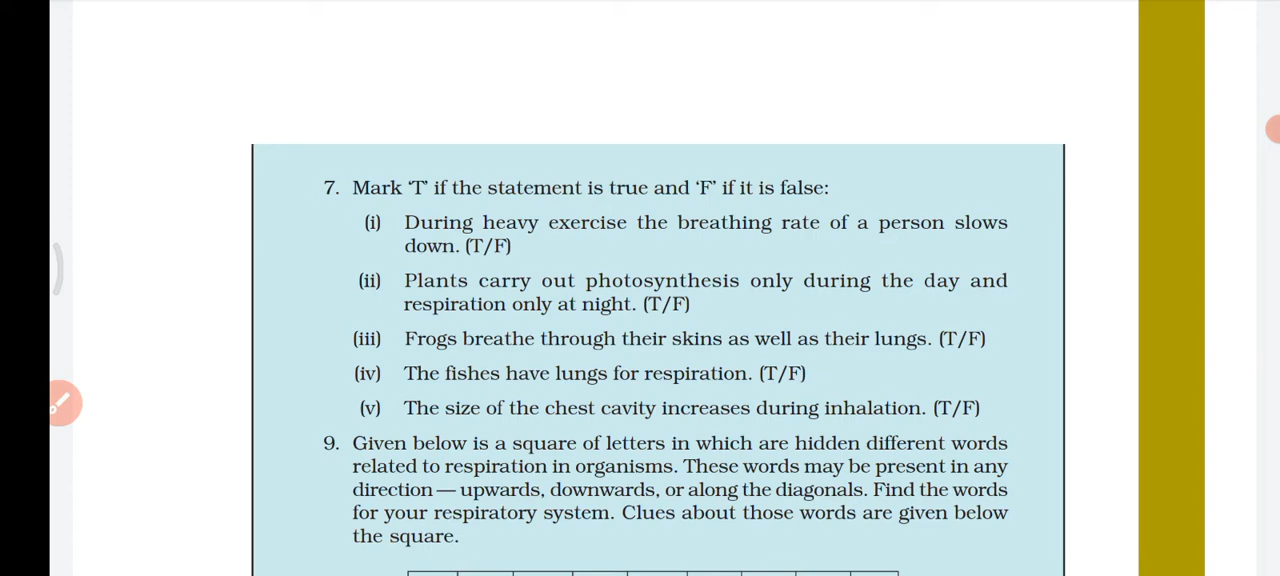 7. Mark ‘T’ if the statement is true and ‘F’ if it is false:
(i) During heavy exercise the breathing rate of a person slows
down. (T/F)
(ii) Plants carry out photosynthesis only during the day and
respiration only at night. (T/F)
(iii) Frogs breathe through their skins as well as their lungs. (T/F)
(iv) The fishes have lungs for respiration. (T/F)
(v) The size of the chest cavity increases during inhalation. (T/F)
9. Given below is a square of letters in which are hidden different words
related to respiration in organisms. These words may be present in any
direction — upwards, downwards, or along the diagonals. Find the words
for your respiratory system. Clues about those words are given below
the square.